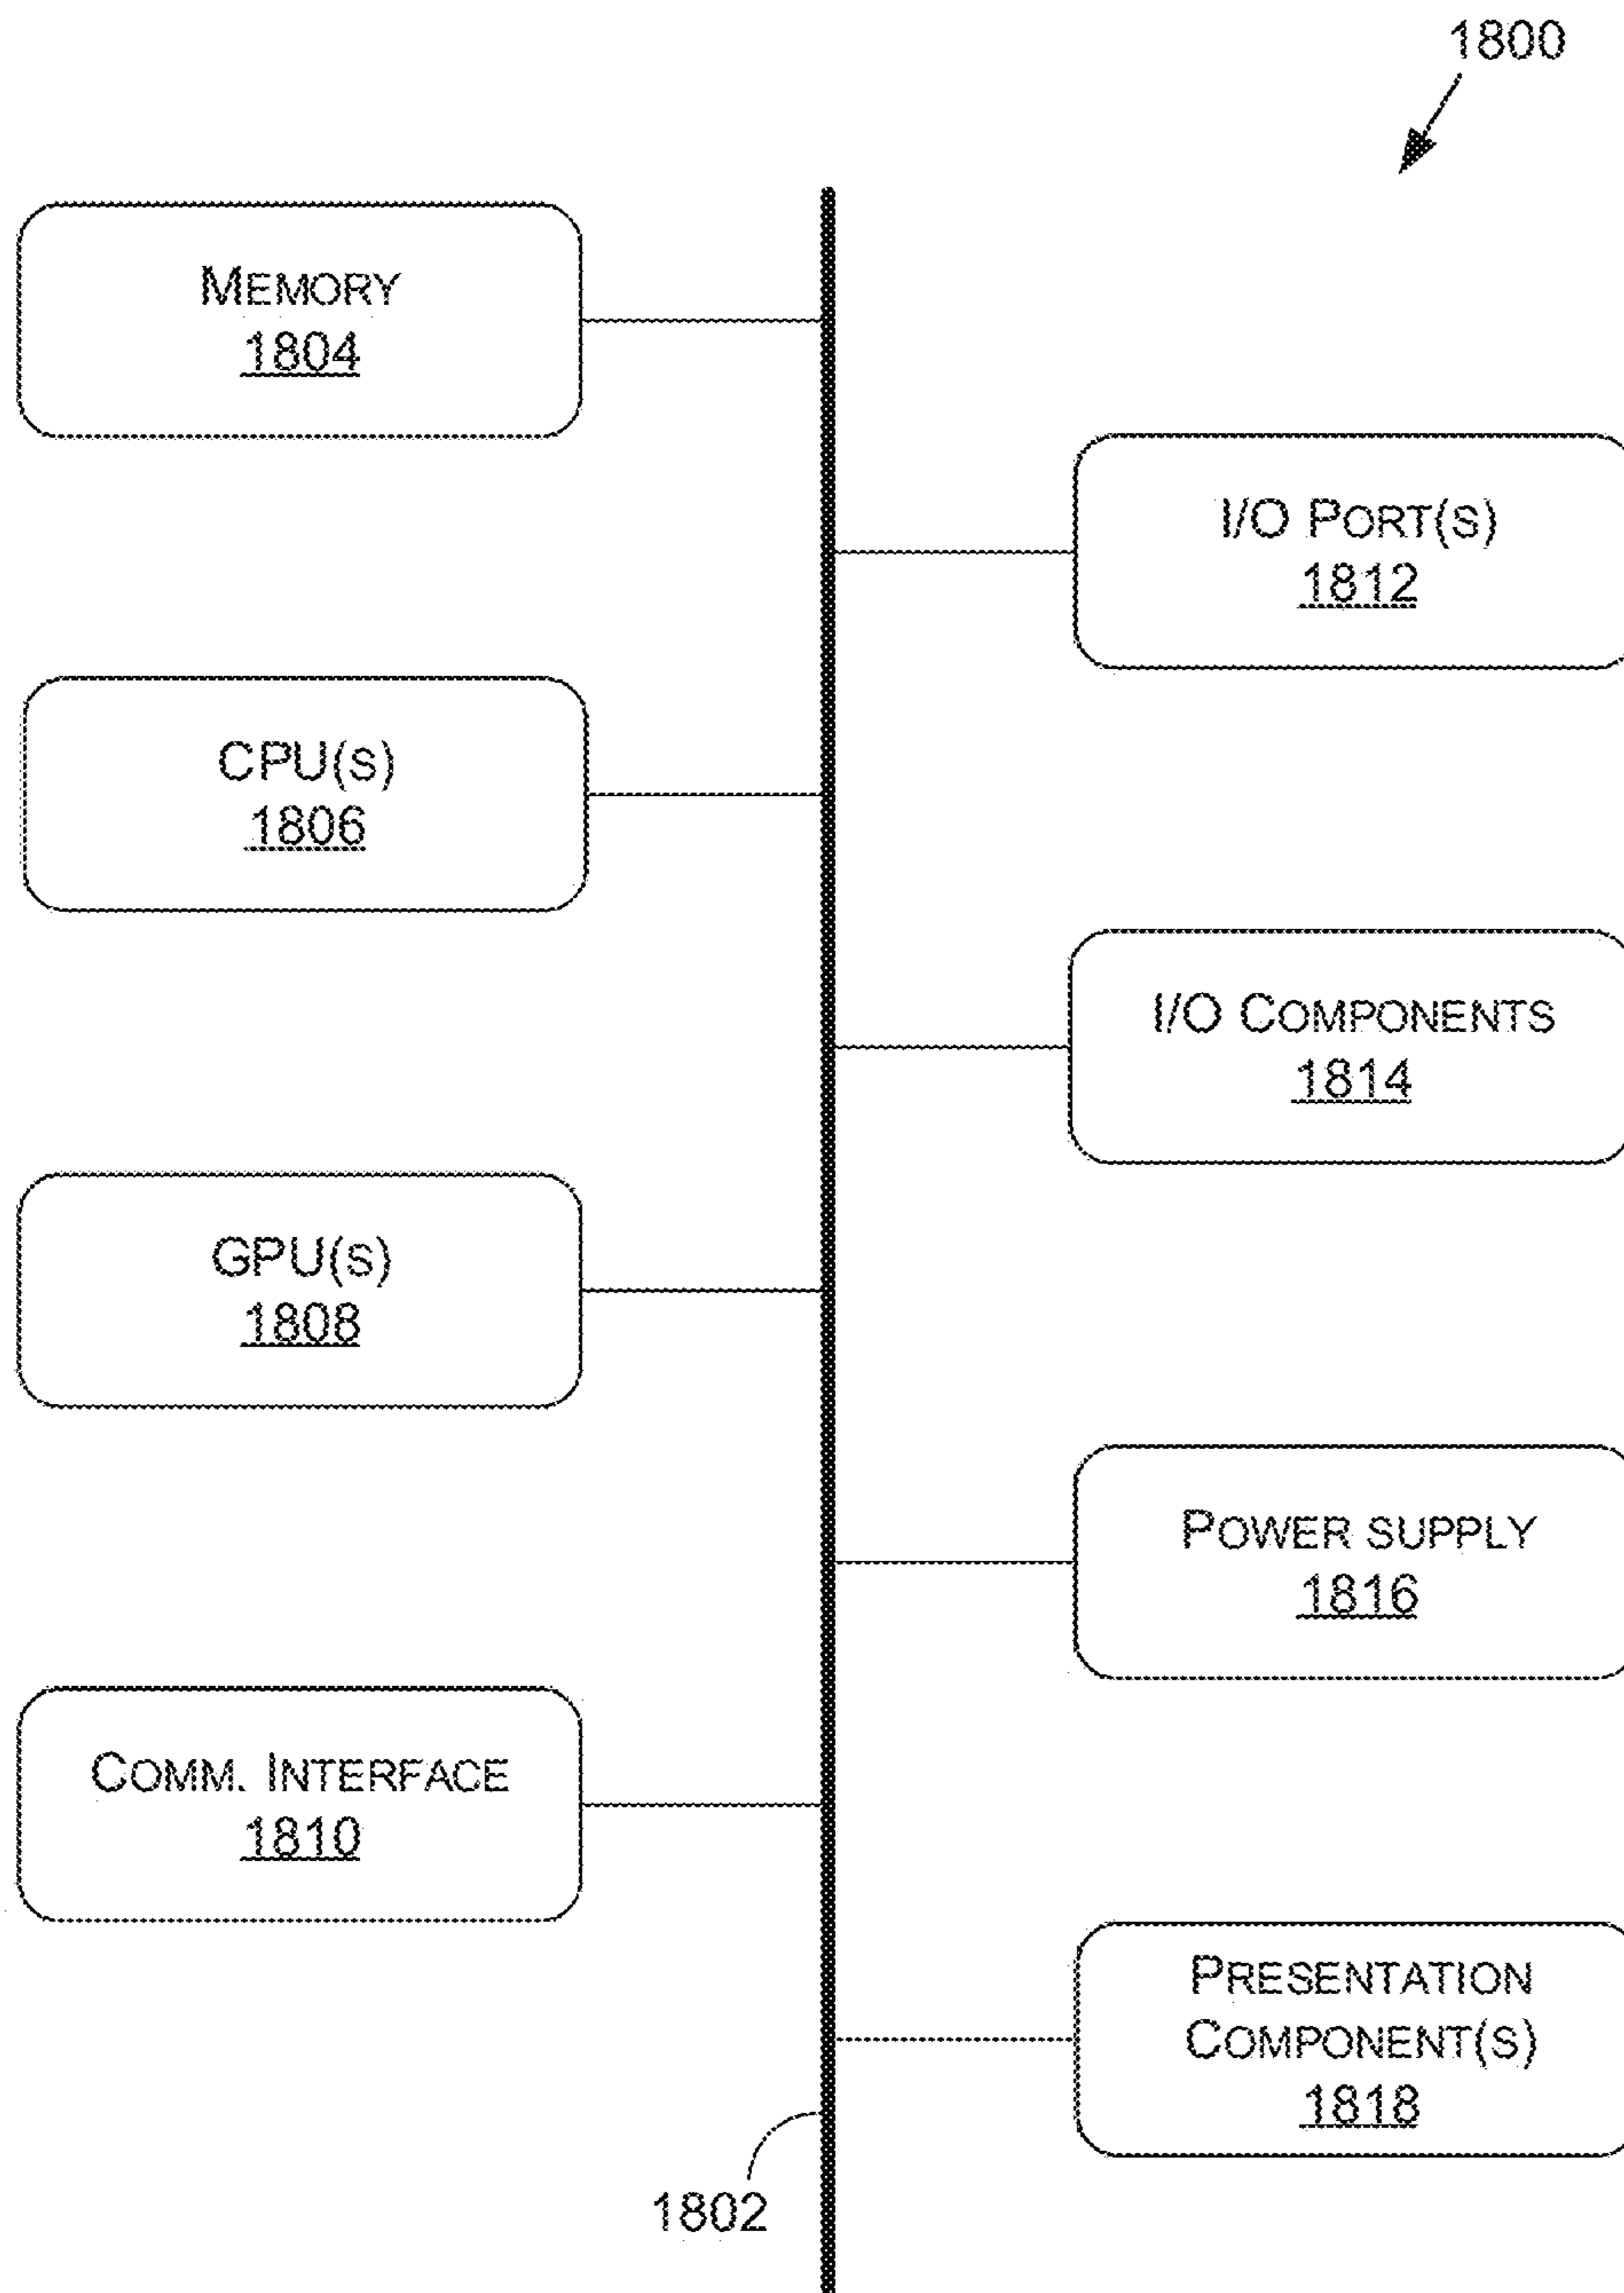 1800
MEMORY
1804
I/O PORT(S)
1812
CPU(S)
1806
I/O COMPONENTS
1814
GPU(S)
1808
POWER SUPPLY
1816
COMM. INTERFACE
1810
PRESENTATION
COMPONENT(S)
1818
1802